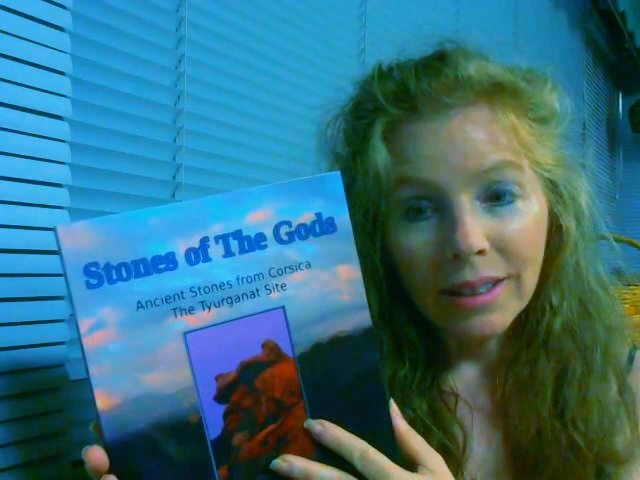 Stones of The Gods
Ancient Stones from Corsica
The Tyurganat Site